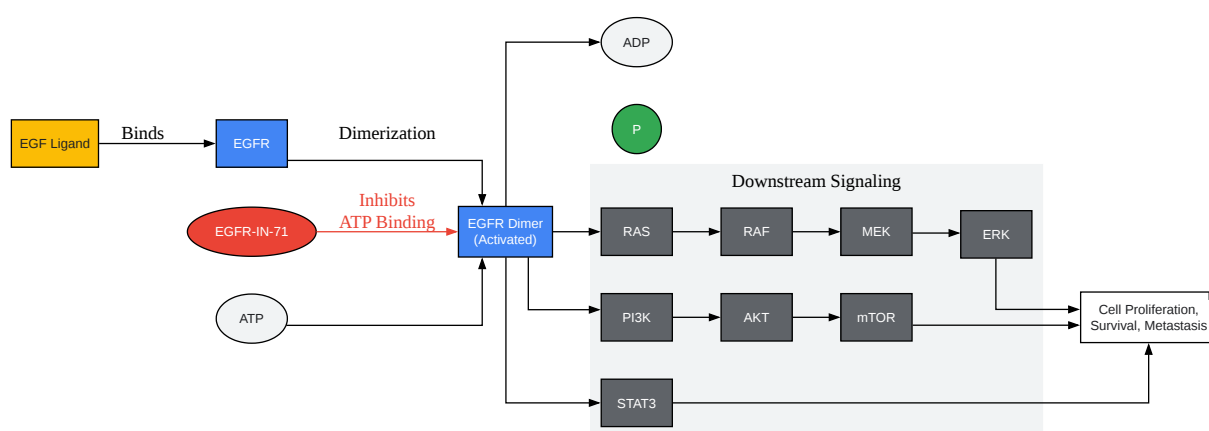 ADP
P
EGF Ligand
Binds
EGFR
Dimerization
Downstream Signaling
EGFR-IN-71
Inhibits
ATP Binding
EGFR Dimer
(Activated)
RAS
RAF
MEK
ERK
ATP
PI3K
AKT
mTOR
Cell Proliferation,
Survival, Metastasis
STAT3